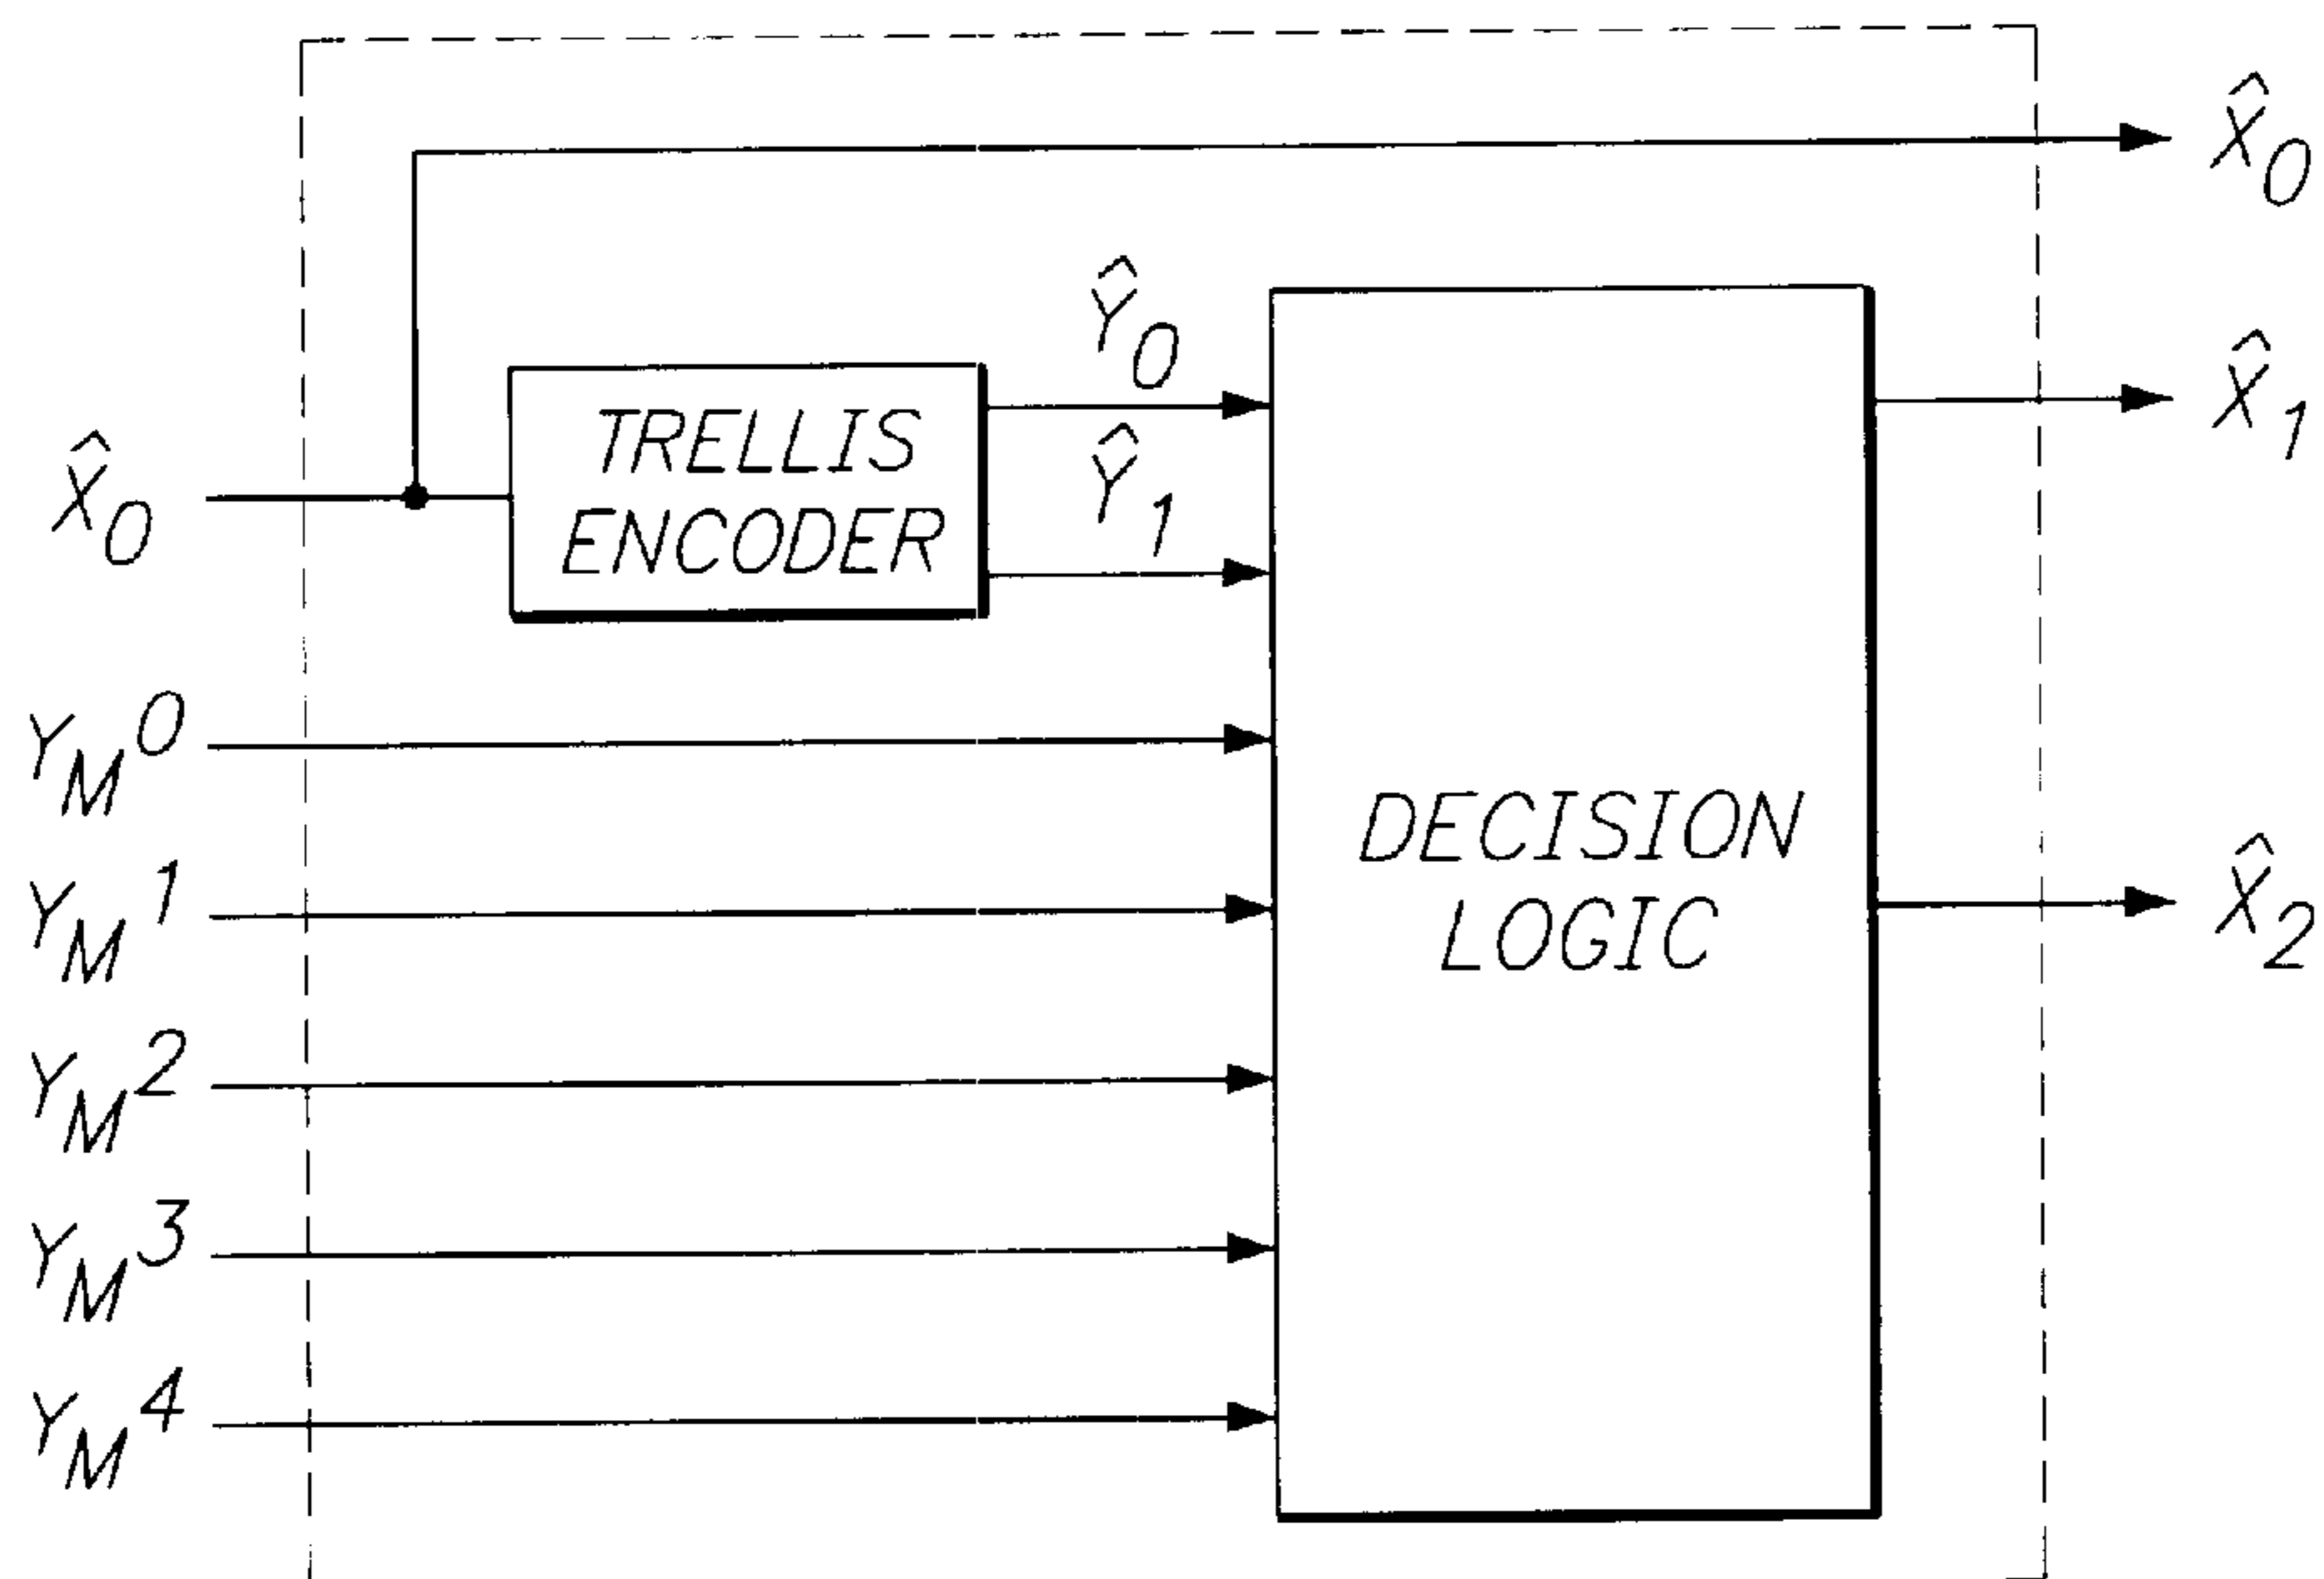 X̂0
X̂0
TRELLIS
ENCODER
Ŷ0
Ŷ1
YM0
YM1
YM2
YM3
YM4
DECISION
LOGIC
X̂1
X̂2